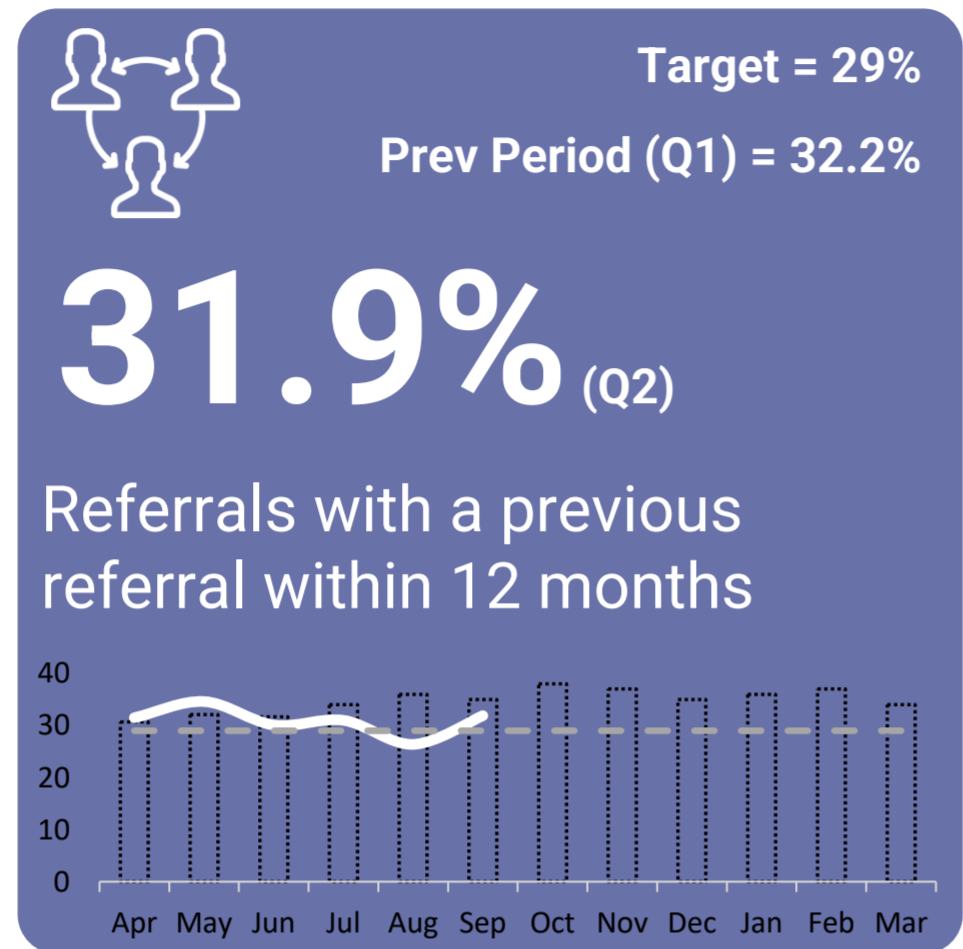 Target = 29%
Prev Period (Q1) = 32.2%
31.9% (Q2)
Referrals with a previous
referral within 12 months
40
30
20
10
0
Apr May Jun Jul Aug Sep Oct Nov Dec Jan Feb Mar